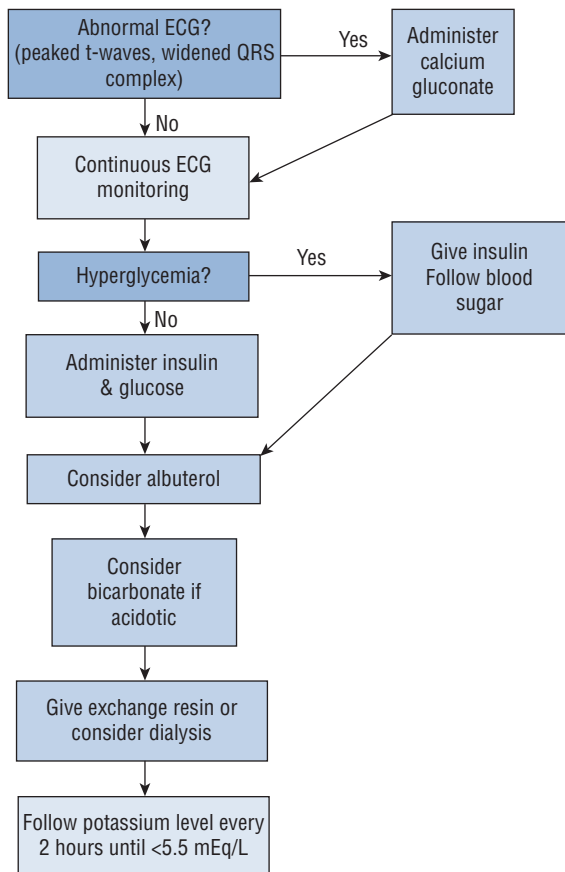 Abnormal ECG?
(peaked t-waves, widened QRS
complex)
Yes
Administer
calcium
gluconate
No
Continuous ECG
monitoring
Hyperglycemia?
Yes
Give insulin
Follow blood
sugar
No
Administer insulin
& glucose
Consider albuterol
Consider
bicarbonate if
acidotic
Give exchange resin or
consider dialysis
Follow potassium level every
2 hours until <5.5 mEq/L